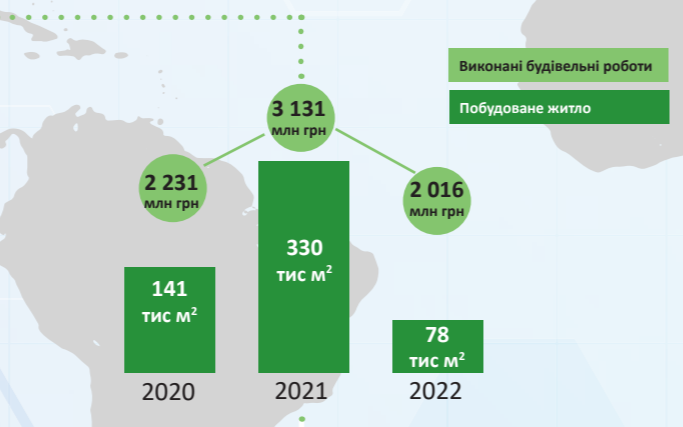 Виконані будівельні роботи
Побудоване житло
3 131
млн грн
2 231
млн грн
2 016
млн грн
330
тис м²
141
тис м²
78
тис м²
2020
2021
2022